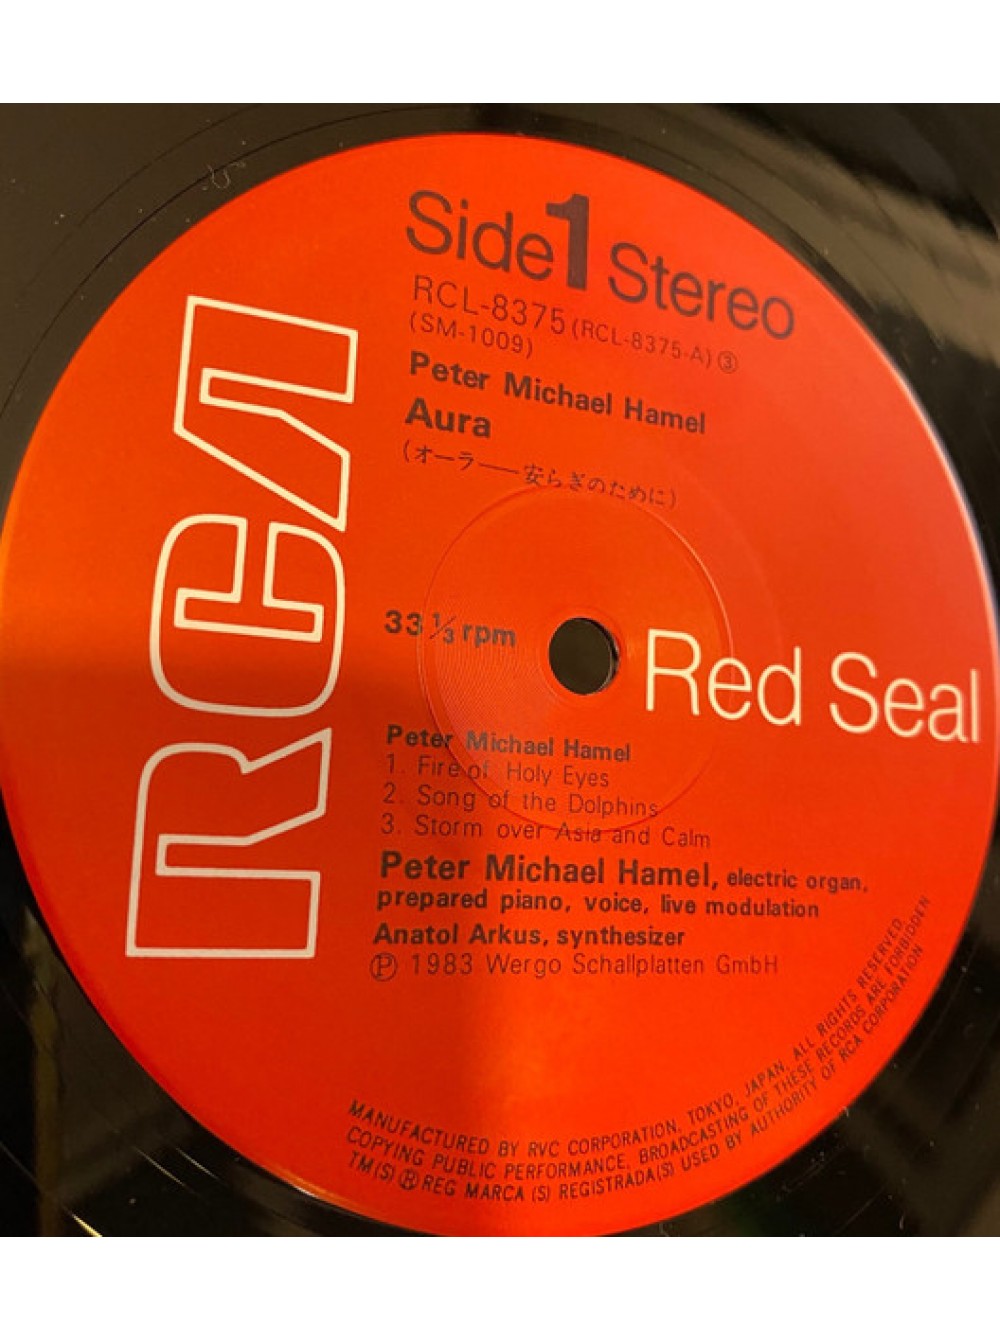 Side 1 Stereo
RCL-8375 (RCL-8375-A) ③
(SM-1009)
Peter Michael Hamel
Aura
(オーラ——安らぎのために)
RCA
33 1/3 rpm
Red Seal
Peter Michael Hamel
1. Fire of Holy Eyes
2. Song of the Dolphins
3. Storm over Asia and Calm
Peter Michael Hamel, electric organ,
prepared piano, voice, live modulation
Anatol Arkus, synthesizer
Ⓟ 1983 Wergo Schallplatten GmbH
MANUFACTURED BY RVC CORPORATION, TOKYO, JAPAN, ALL RIGHTS RESERVED,
COPYING PUBLIC PERFORMANCE, BROADCASTING OF THESE RECORDS ARE FORBIDDEN
TM(S) ® REG MARCA (S) REGISTRADA(S) USED BY AUTHORITY OF RCA CORPORATION